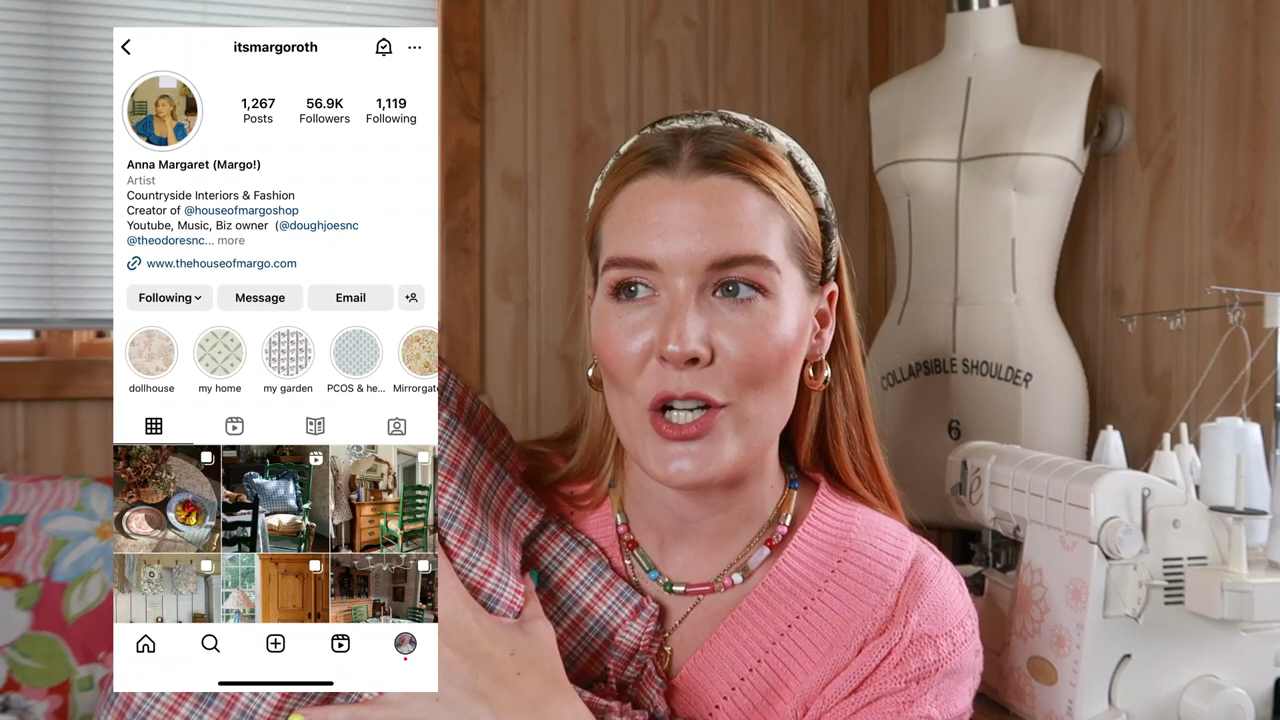 itsmargoroth
1,267 56.9K 1,119
Posts Followers Following
Anna Margaret (Margo!)
Artist
Countryside Interiors & Fashion
Creator of @houseofmargoshop
Youtube, Music, Biz owner (@doughjoesnc
@theodoresnc... more
www.thehouseofmargo.com
Following Message Email
dollhouse my home my garden PCOS & he... Mirrorgat
COLLAPSIBLE SHOULDER
6